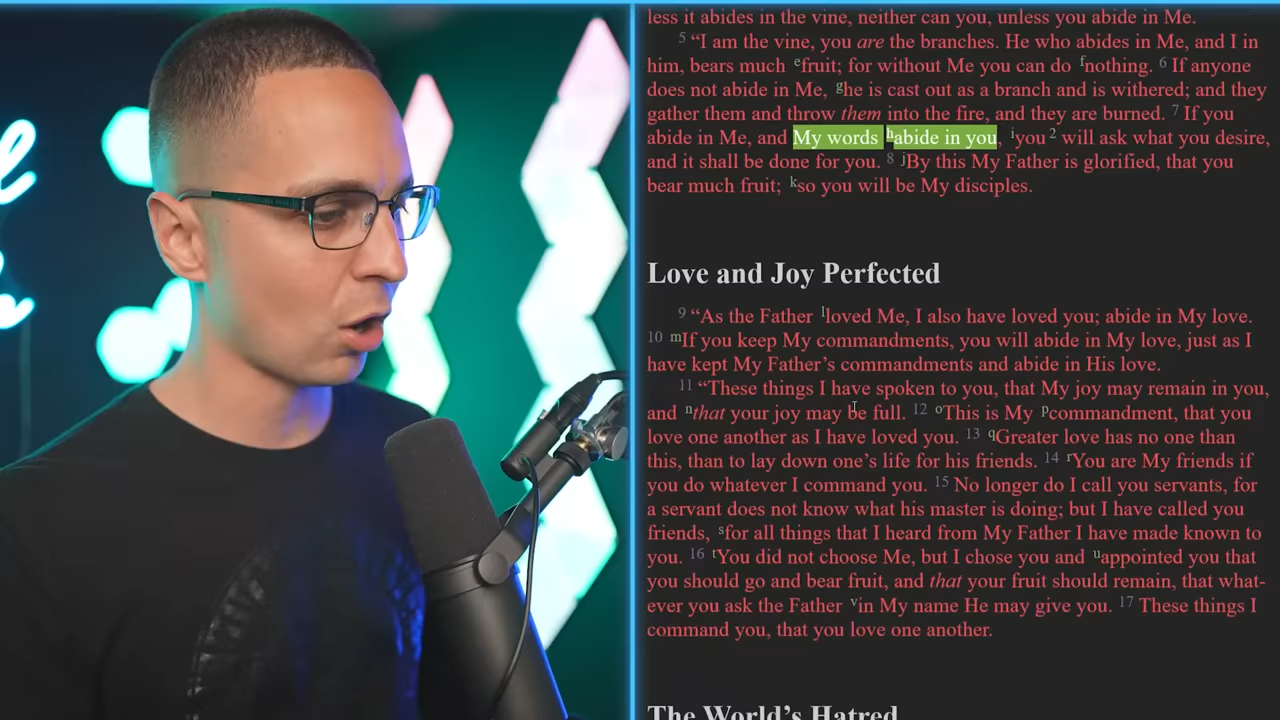 less it abides in the vine, neither can you, unless you abide in Me.
5 “I am the vine, you are the branches. He who abides in Me, and I in
him, bears much efruit; for without Me you can do fnothing. 6 If anyone
does not abide in Me, ghe is cast out as a branch and is withered; and they
gather them and throw them into the fire, and they are burned. 7 If you
abide in Me, and My words habide in you, iyou 2 will ask what you desire,
and it shall be done for you. 8 jBy this My Father is glorified, that you
bear much fruit; kso you will be My disciples.
Love and Joy Perfected
9 “As the Father lloved Me, I also have loved you; abide in My love.
10 mIf you keep My commandments, you will abide in My love, just as I
have kept My Father’s commandments and abide in His love.
11 “These things I have spoken to you, that My joy may remain in you,
and nthat your joy may be full. 12 oThis is My pcommandment, that you
love one another as I have loved you. 13 qGreater love has no one than
this, than to lay down one’s life for his friends. 14 rYou are My friends if
you do whatever I command you. 15 No longer do I call you servants, for
a servant does not know what his master is doing; but I have called you
friends, sfor all things that I heard from My Father I have made known to
you. 16 tYou did not choose Me, but I chose you and uappointed you that
you should go and bear fruit, and that your fruit should remain, that what-
ever you ask the Father vin My name He may give you. 17 These things I
command you, that you love one another.
The World’s Hatred